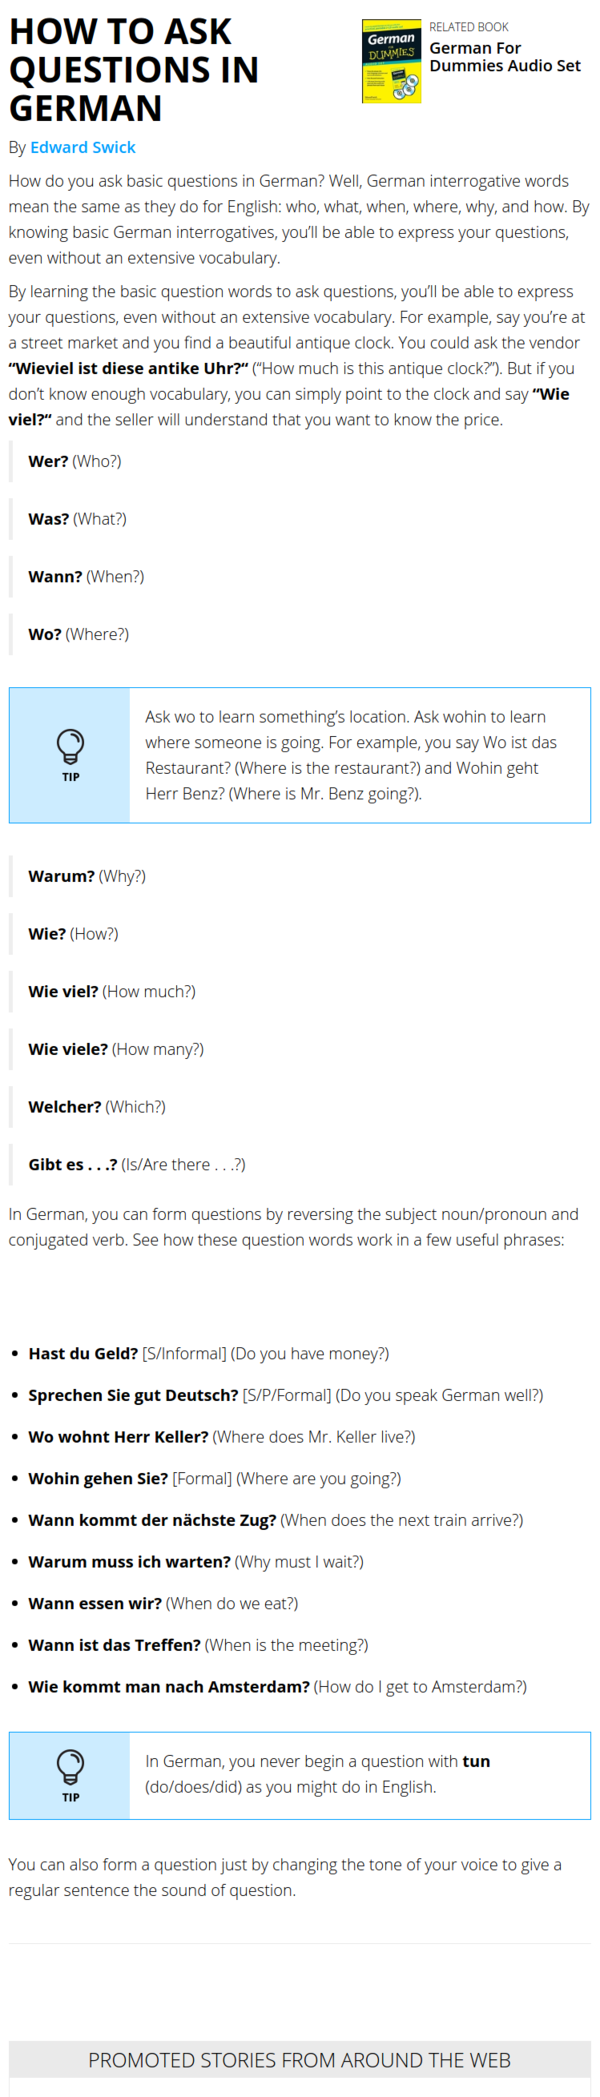 HOW TO ASK
QUESTIONS IN
GERMAN
German
DUMMIES
RELATED BOOK
German For
Dummies Audio Set
By Edward Swick
How do you ask basic questions in German? Well, German interrogative words
mean the same as they do for English: who, what, when, where, why, and how. By
knowing basic German interrogatives, you’ll be able to express your questions,
even without an extensive vocabulary.
By learning the basic question words to ask questions, you’ll be able to express
your questions, even without an extensive vocabulary. For example, say you’re at
a street market and you find a beautiful antique clock. You could ask the vendor
“Wieviel ist diese antike Uhr?“ (“How much is this antique clock?”). But if you
don’t know enough vocabulary, you can simply point to the clock and say “Wie
viel?“ and the seller will understand that you want to know the price.
Wer? (Who?)
Was? (What?)
Wann? (When?)
Wo? (Where?)
TIP
Ask wo to learn something’s location. Ask wohin to learn
where someone is going. For example, you say Wo ist das
Restaurant? (Where is the restaurant?) and Wohin geht
Herr Benz? (Where is Mr. Benz going?).
Warum? (Why?)
Wie? (How?)
Wie viel? (How much?)
Wie viele? (How many?)
Welcher? (Which?)
Gibt es . . .? (Is/Are there . . .?)
In German, you can form questions by reversing the subject noun/pronoun and
conjugated verb. See how these question words work in a few useful phrases:
• Hast du Geld? [S/Informal] (Do you have money?)
• Sprechen Sie gut Deutsch? [S/P/Formal] (Do you speak German well?)
• Wo wohnt Herr Keller? (Where does Mr. Keller live?)
• Wohin gehen Sie? [Formal] (Where are you going?)
• Wann kommt der nächste Zug? (When does the next train arrive?)
• Warum muss ich warten? (Why must I wait?)
• Wann essen wir? (When do we eat?)
• Wann ist das Treffen? (When is the meeting?)
• Wie kommt man nach Amsterdam? (How do I get to Amsterdam?)
TIP
In German, you never begin a question with tun
(do/does/did) as you might do in English.
You can also form a question just by changing the tone of your voice to give a
regular sentence the sound of question.
PROMOTED STORIES FROM AROUND THE WEB